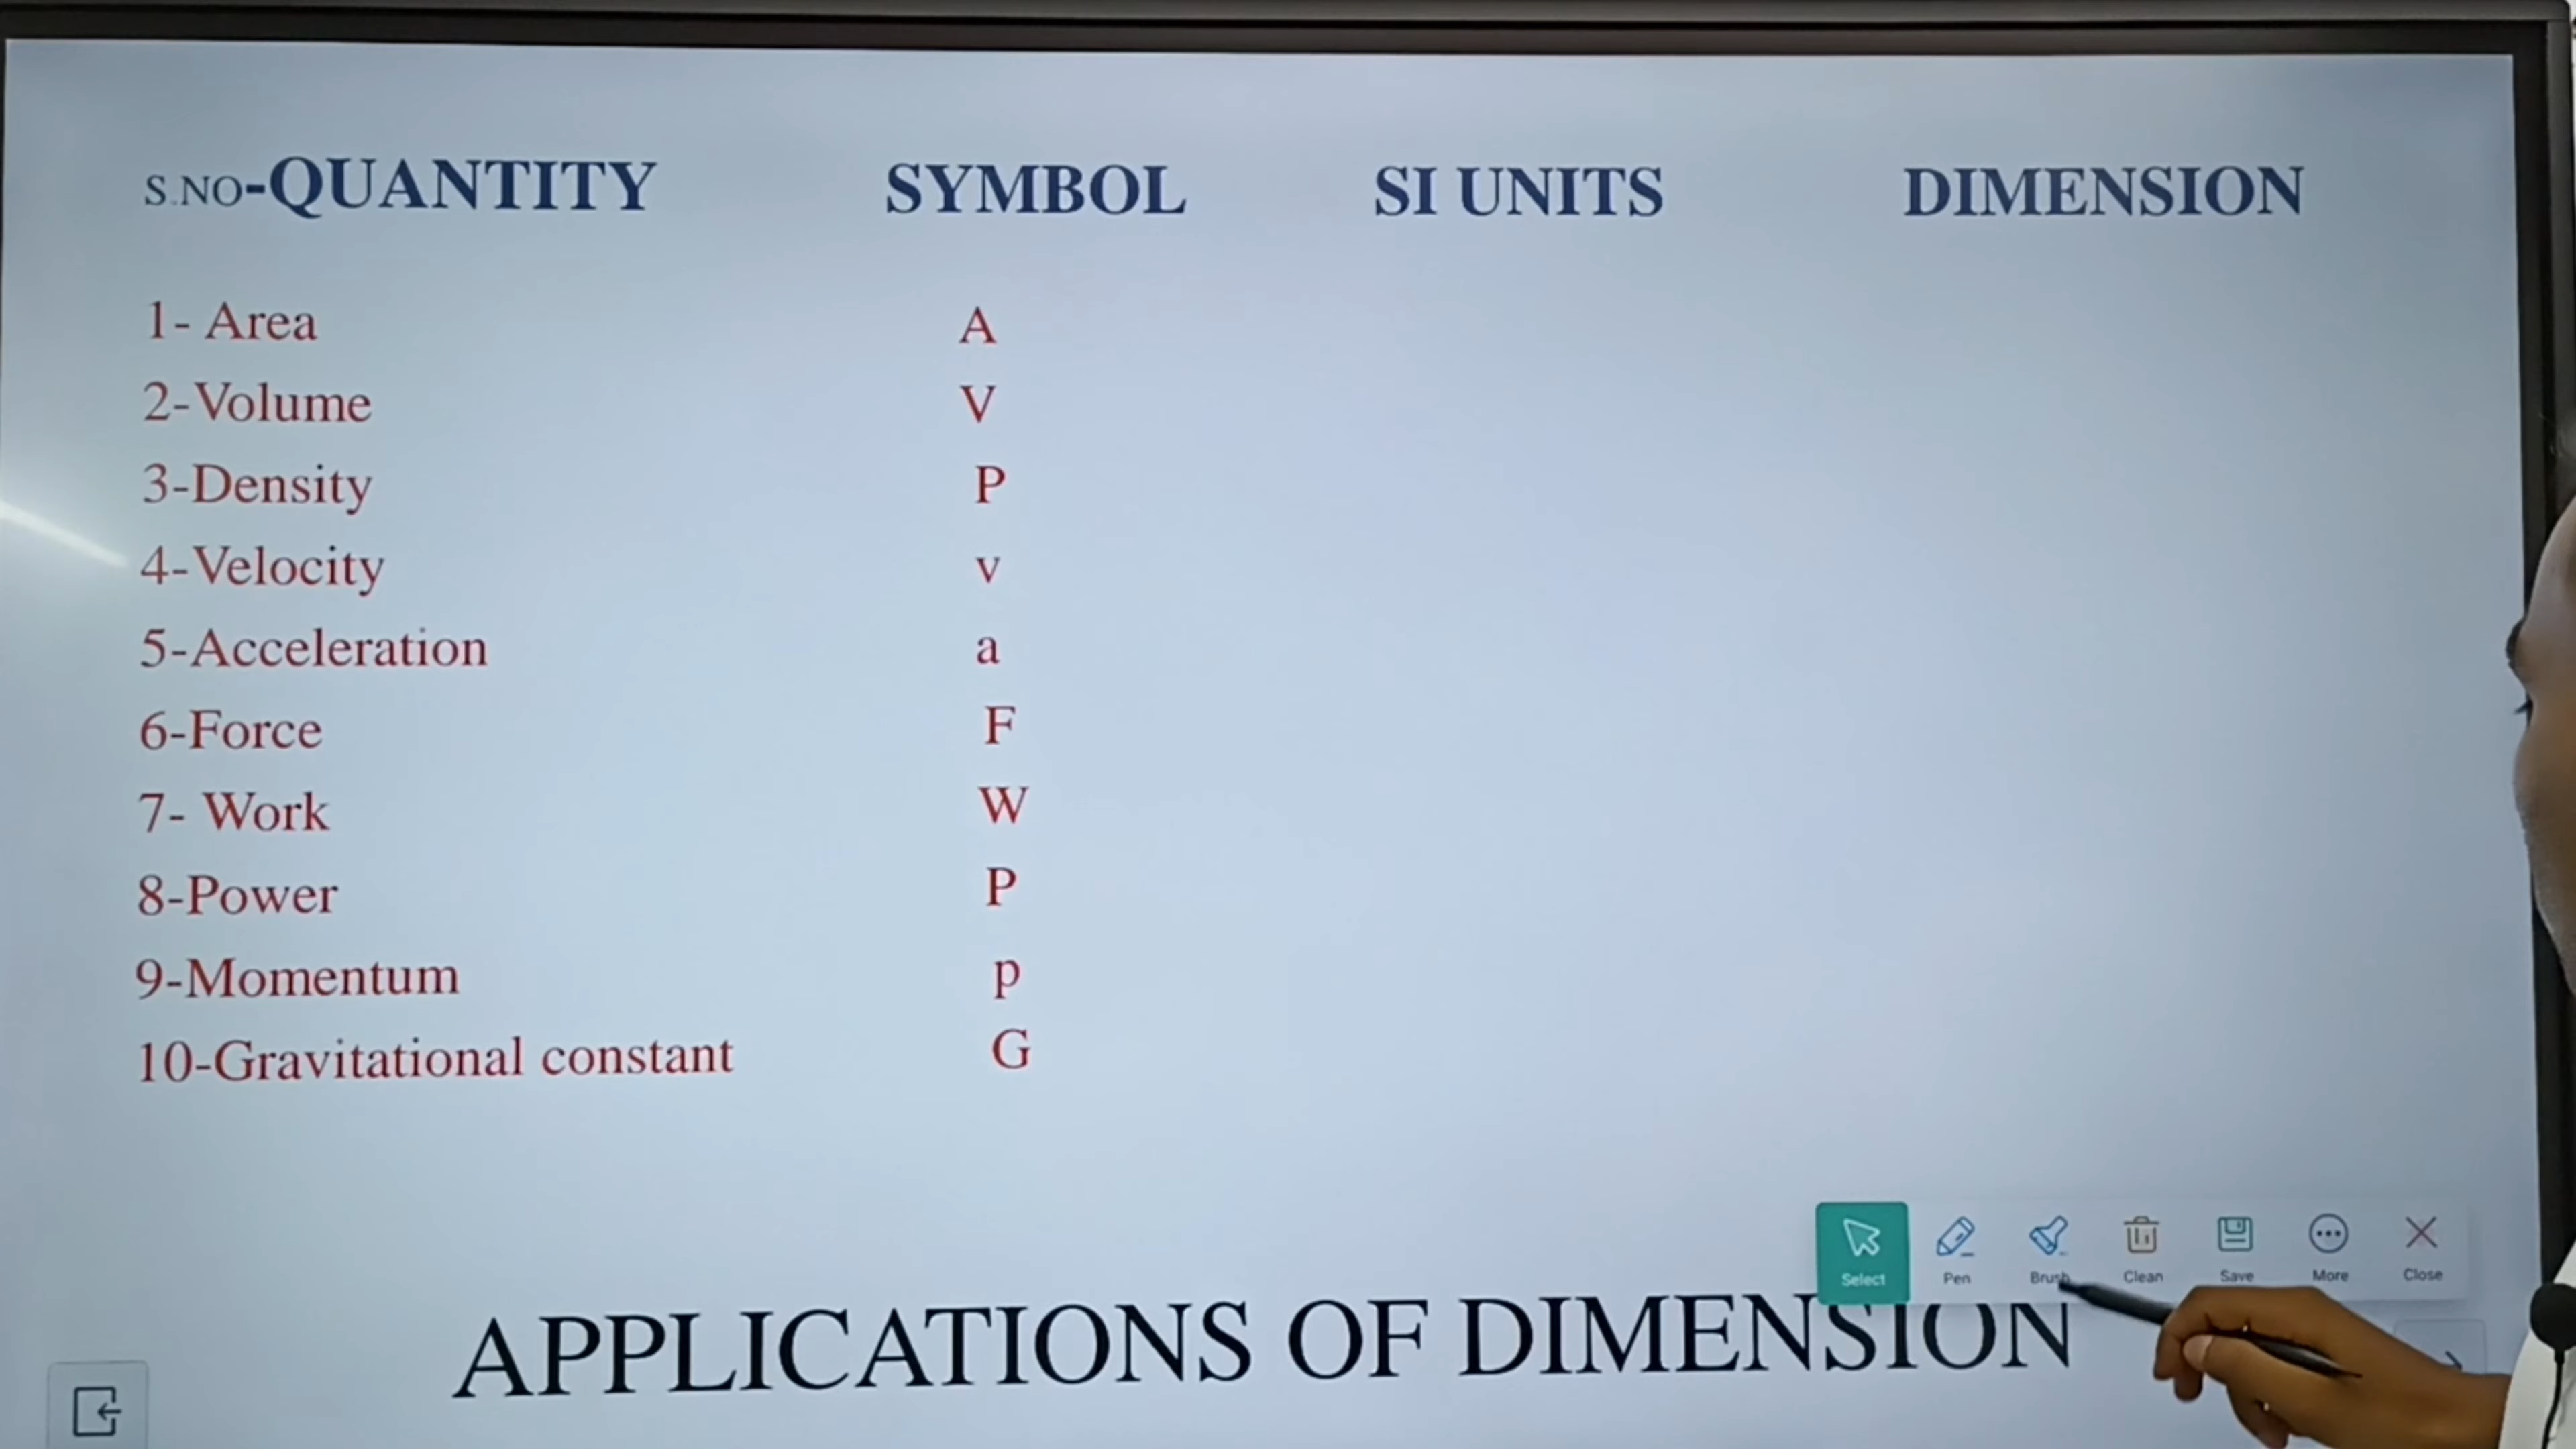 S.NO-QUANTITY SYMBOL SI UNITS DIMENSION
1- Area A
2-Volume V
3-Density P
4-Velocity v
5-Acceleration a
6-Force F
7- Work W
8-Power P
9-Momentum p
10-Gravitational constant G
Select Pen Brush Clean Save More Close
APPLICATIONS OF DIMENSION